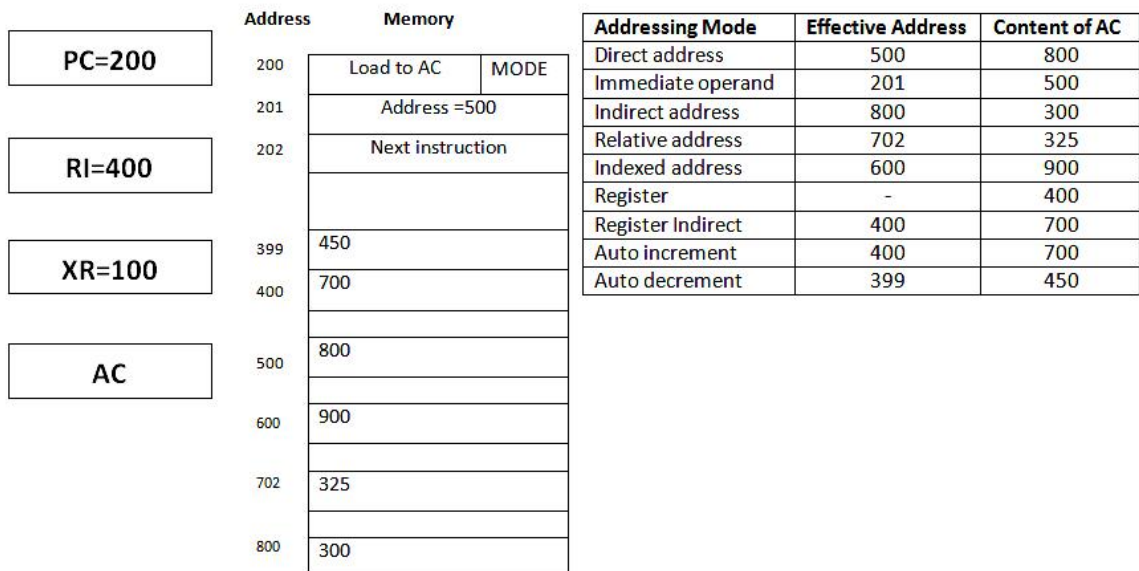 PC=200
RI=400
XR=100
AC
Address Memory
200 Load to AC MODE
201 Address =500
202 Next instruction
399 450
400 700
500 800
600 900
702 325
800 300
Addressing Mode Effective Address Content of AC
Direct address 500 800
Immediate operand 201 500
Indirect address 800 300
Relative address 702 325
Indexed address 600 900
Register - 400
Register Indirect 400 700
Auto increment 400 700
Auto decrement 399 450